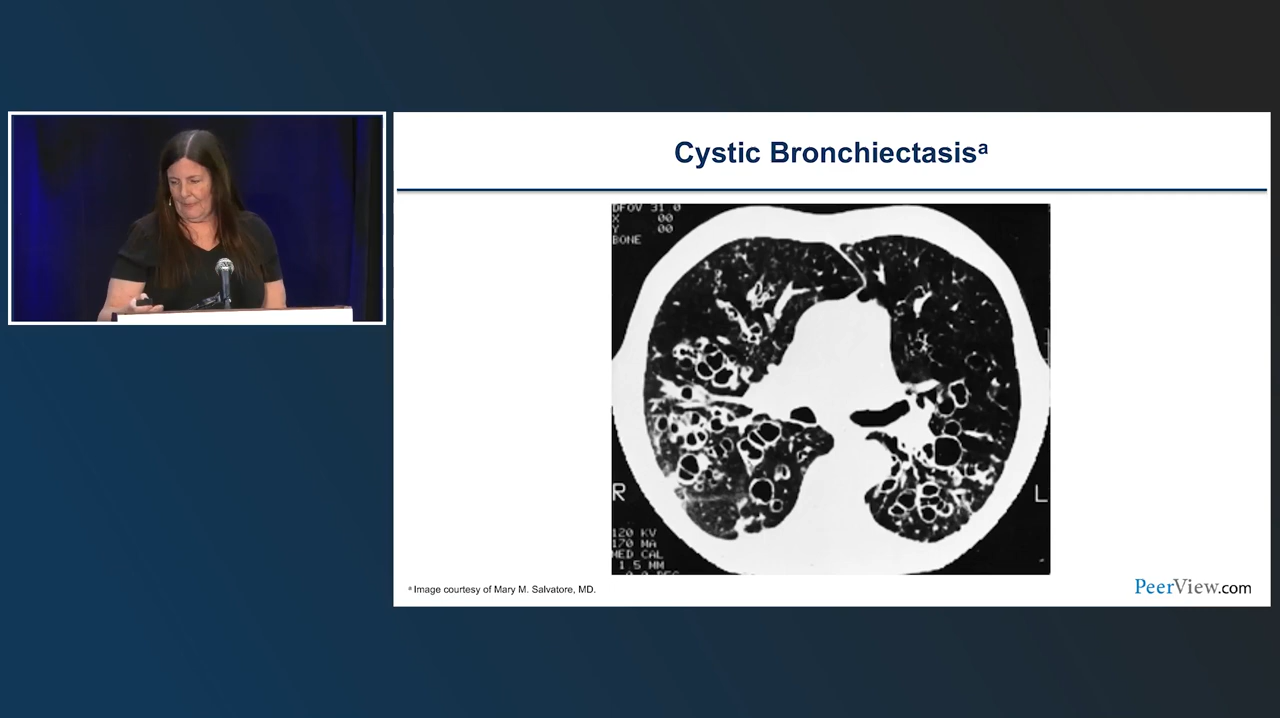 Cystic Bronchiectasisᵃ
DFOV 31 0
X 00
Y 00
BONE
R
L
120 KV
170 MA
MED CAL
1.5 MM
ᵃ Image courtesy of Mary M. Salvatore, MD.
PeerView.com